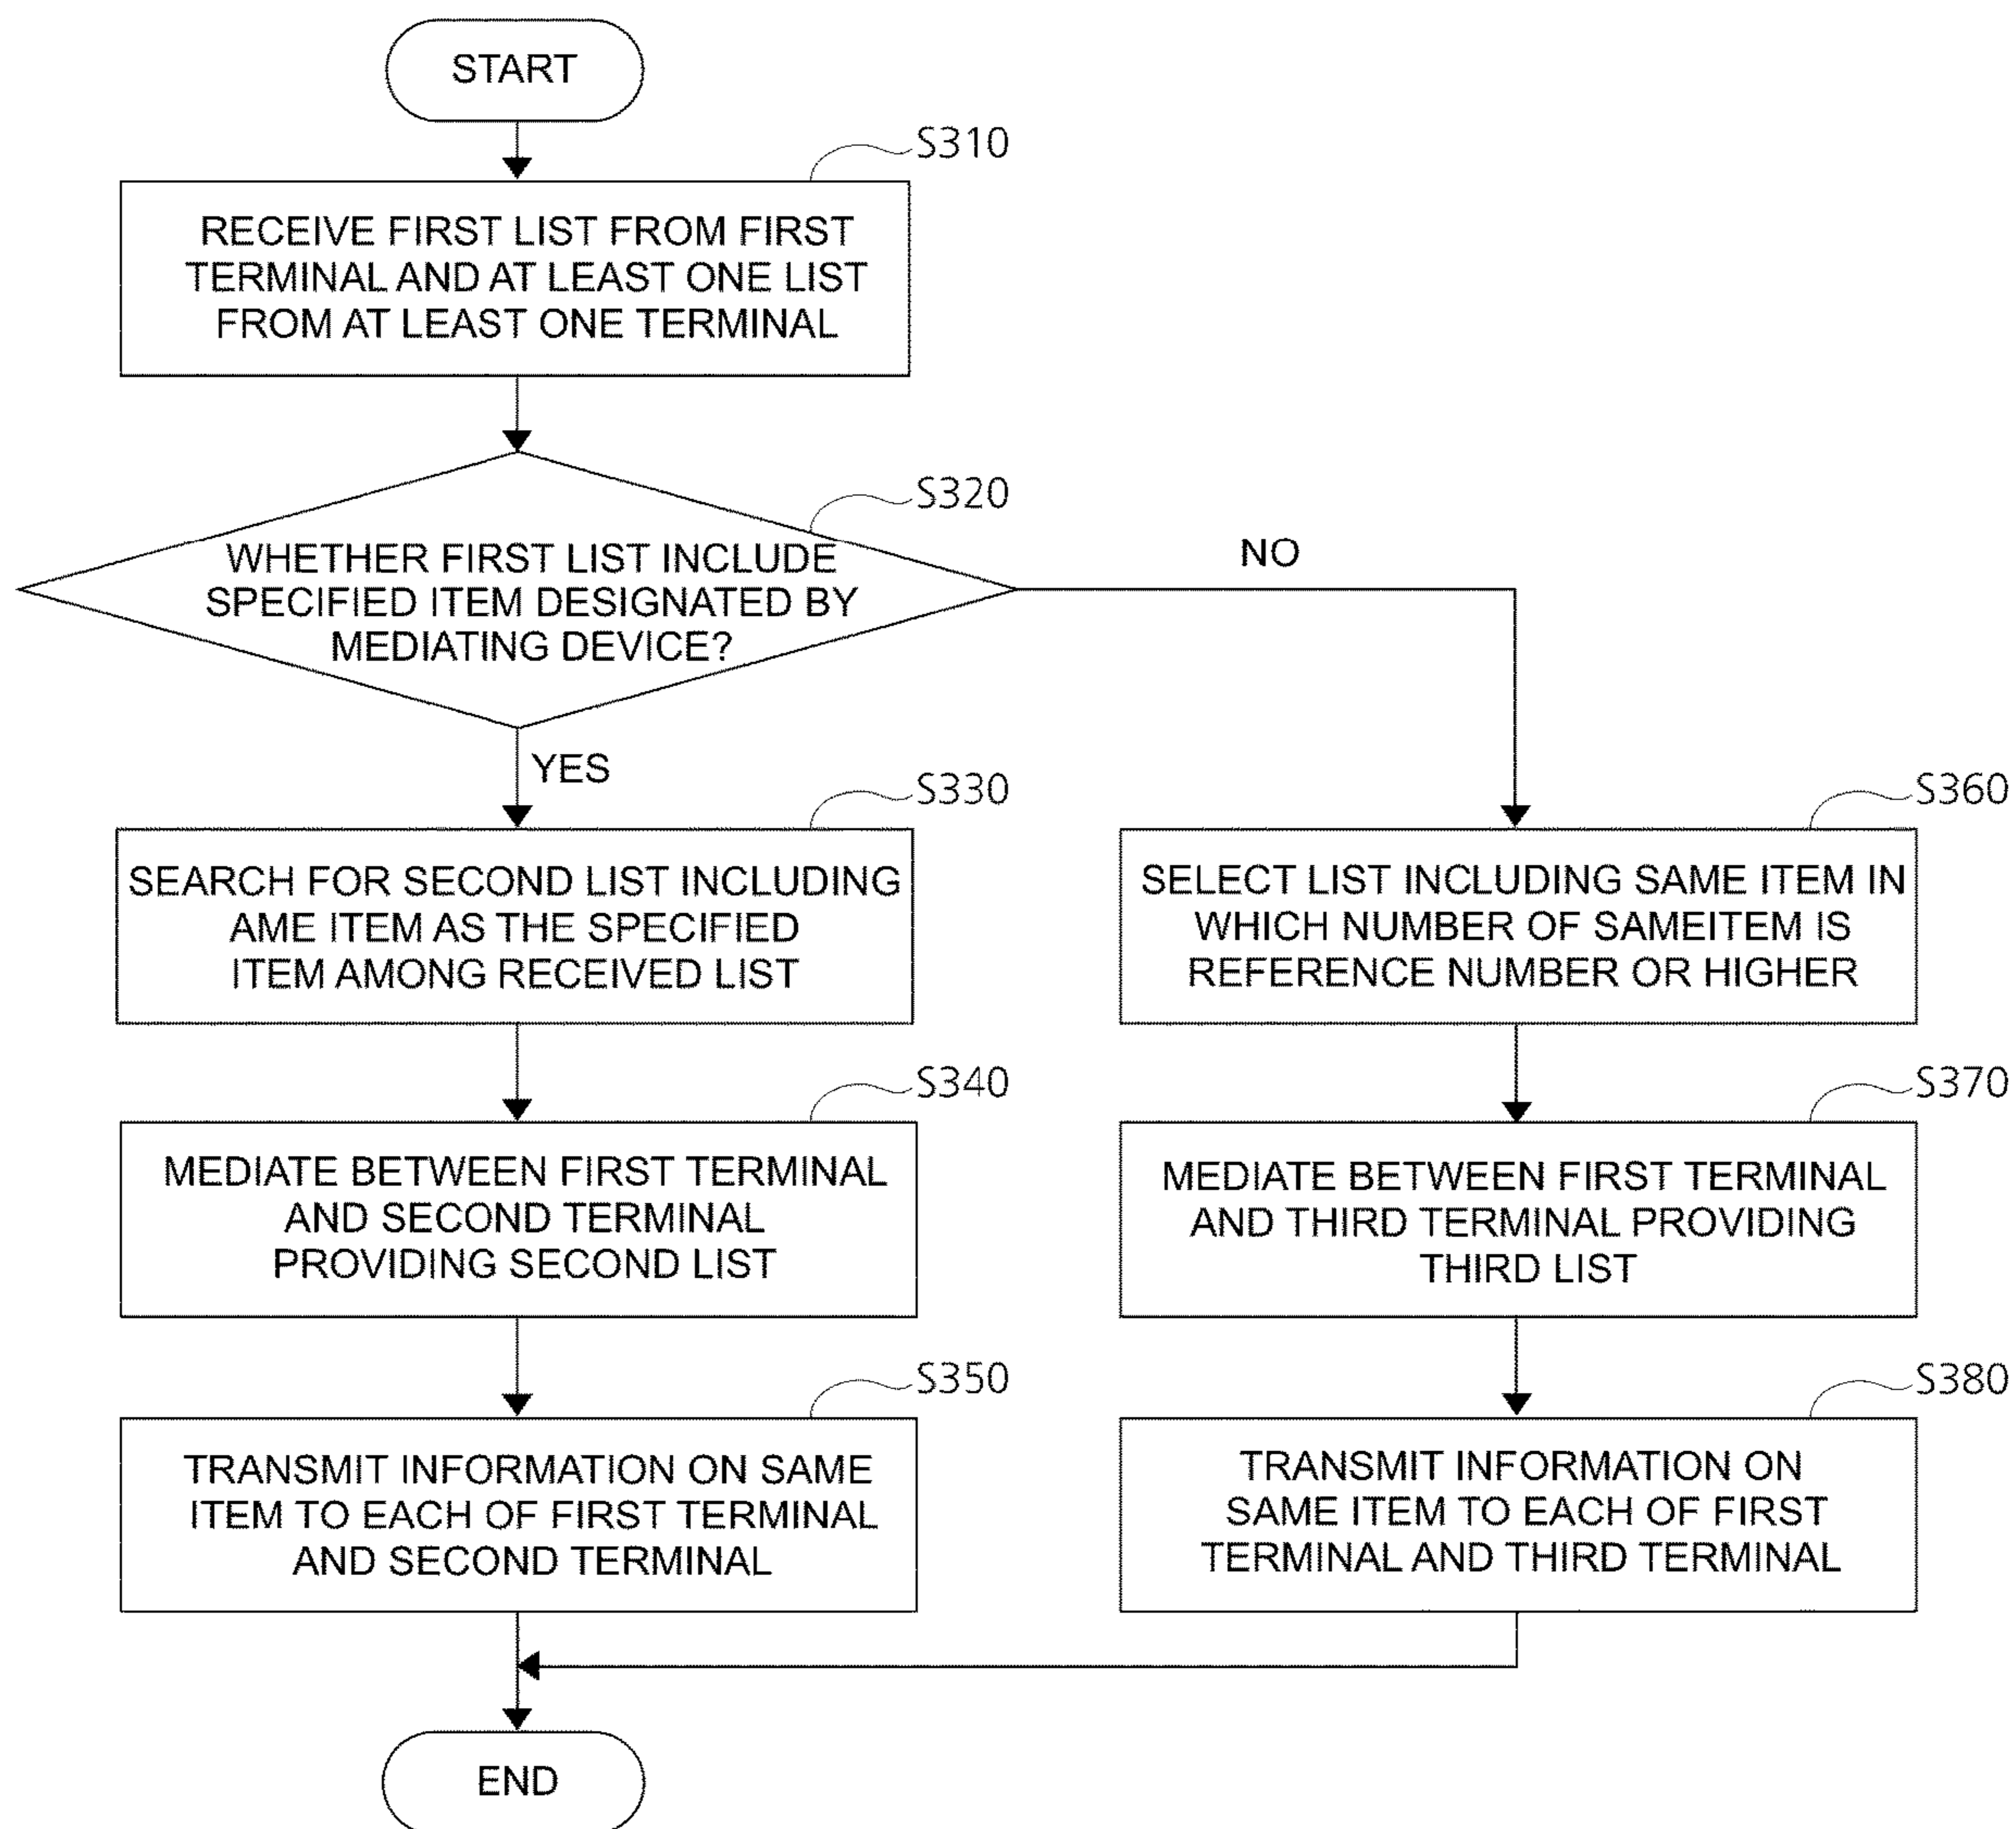 START
S310
RECEIVE FIRST LIST FROM FIRST
TERMINAL AND AT LEAST ONE LIST
FROM AT LEAST ONE TERMINAL
S320
WHETHER FIRST LIST INCLUDE
SPECIFIED ITEM DESIGNATED BY
MEDIATING DEVICE?
NO
YES
S330
SEARCH FOR SECOND LIST INCLUDING
AME ITEM AS THE SPECIFIED
ITEM AMONG RECEIVED LIST
S340
MEDIATE BETWEEN FIRST TERMINAL
AND SECOND TERMINAL
PROVIDING SECOND LIST
S350
TRANSMIT INFORMATION ON SAME
ITEM TO EACH OF FIRST TERMINAL
AND SECOND TERMINAL
S360
SELECT LIST INCLUDING SAME ITEM IN
WHICH NUMBER OF SAMEITEM IS
REFERENCE NUMBER OR HIGHER
S370
MEDIATE BETWEEN FIRST TERMINAL
AND THIRD TERMINAL PROVIDING
THIRD LIST
S380
TRANSMIT INFORMATION ON
SAME ITEM TO EACH OF FIRST
TERMINAL AND THIRD TERMINAL
END